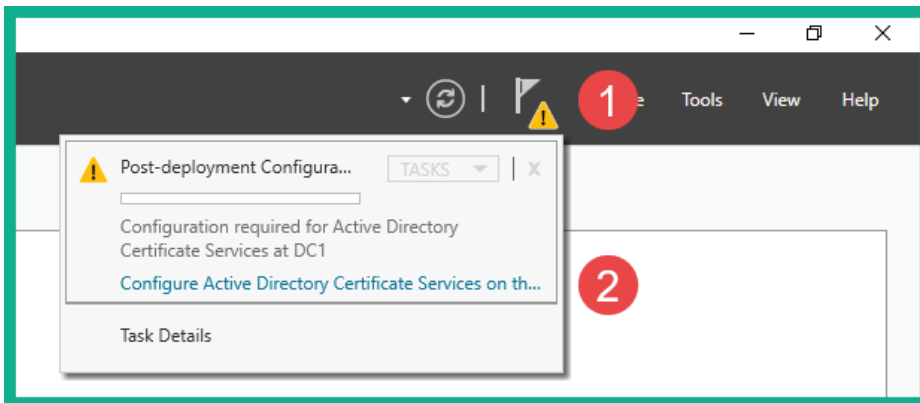 1 Tools View Help
Post-deployment Configura... TASKS X
Configuration required for Active Directory
Certificate Services at DC1
Configure Active Directory Certificate Services on th...
2
Task Details